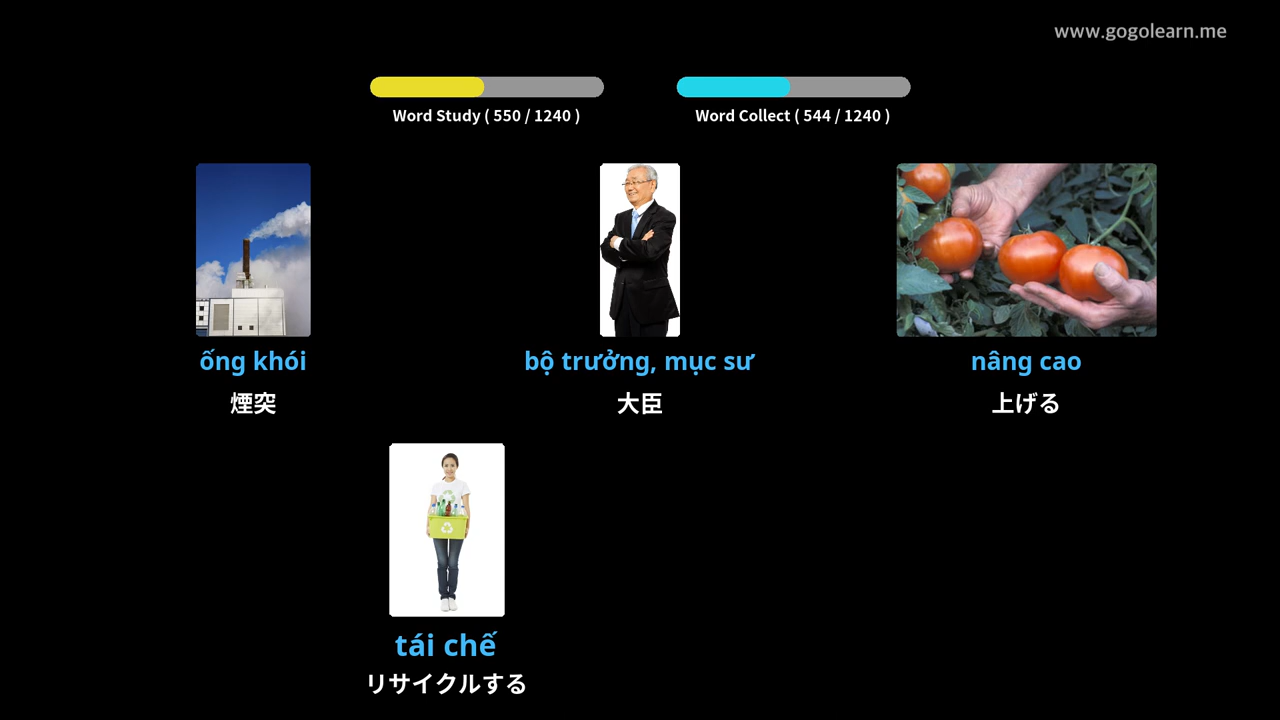 www.gogolearn.me
Word Study ( 550 / 1240 )
Word Collect ( 544 / 1240 )
ống khói
煙突
bộ trưởng, mục sư
大臣
nâng cao
上げる
tái chế
リサイクルする